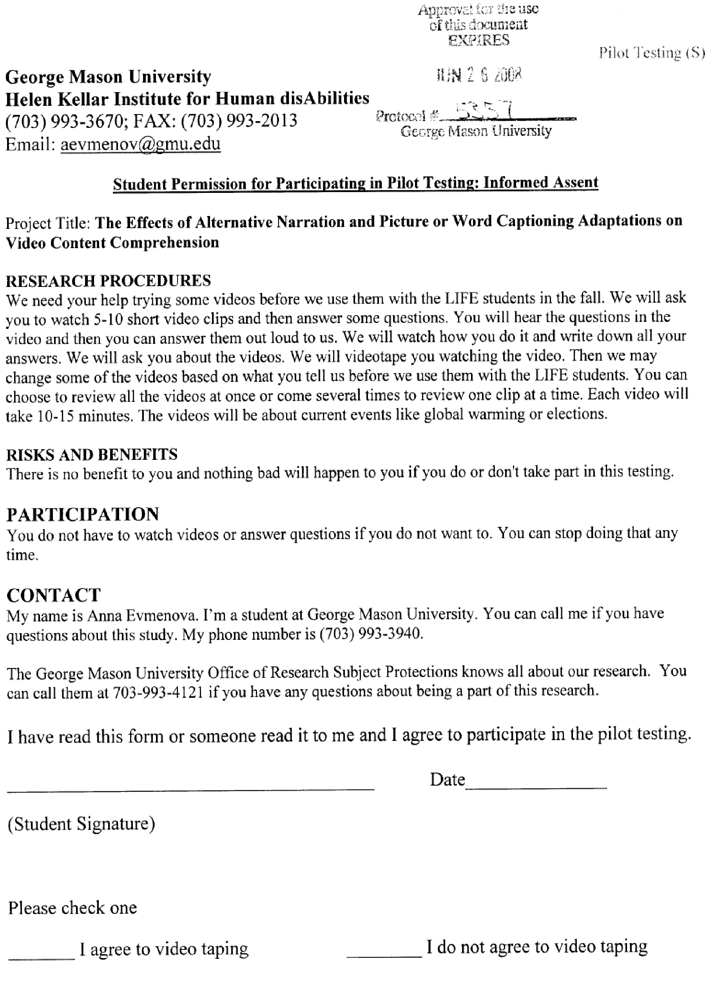 Approval for the use
of this document
EXPIRES
Pilot Testing (S)
JUN 26 2008
George Mason University
Helen Kellar Institute for Human disAbilities
(703) 993-3670; FAX: (703) 993-2013
Email: aevmenov@gmu.edu
Protocol # 5357
George Mason University
Student Permission for Participating in Pilot Testing: Informed Assent
Project Title: The Effects of Alternative Narration and Picture or Word Captioning Adaptations on
Video Content Comprehension
RESEARCH PROCEDURES
We need your help trying some videos before we use them with the LIFE students in the fall. We will ask
you to watch 5-10 short video clips and then answer some questions. You will hear the questions in the
video and then you can answer them out loud to us. We will watch how you do it and write down all your
answers. We will ask you about the videos. We will videotape you watching the video. Then we may
change some of the videos based on what you tell us before we use them with the LIFE students. You can
choose to review all the videos at once or come several times to review one clip at a time. Each video will
take 10-15 minutes. The videos will be about current events like global warming or elections.
RISKS AND BENEFITS
There is no benefit to you and nothing bad will happen to you if you do or don't take part in this testing.
PARTICIPATION
You do not have to watch videos or answer questions if you do not want to. You can stop doing that any
time.
CONTACT
My name is Anna Evmenova. I'm a student at George Mason University. You can call me if you have
questions about this study. My phone number is (703) 993-3940.
The George Mason University Office of Research Subject Protections knows all about our research. You
can call them at 703-993-4121 if you have any questions about being a part of this research.
I have read this form or someone read it to me and I agree to participate in the pilot testing.
Date
(Student Signature)
Please check one
I agree to video taping
I do not agree to video taping